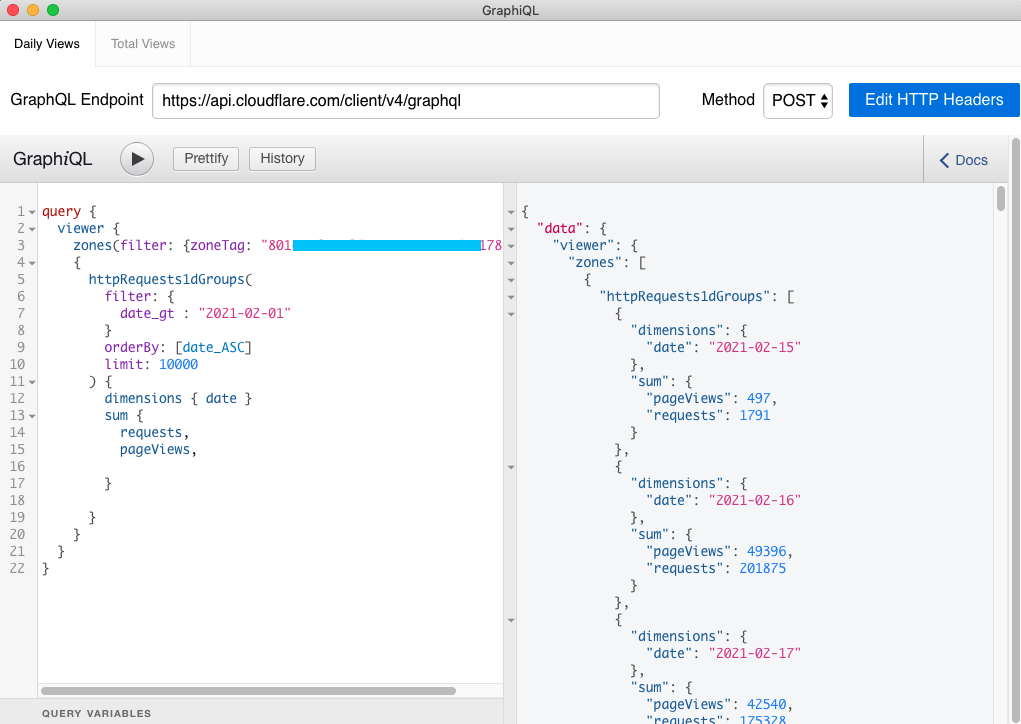 GraphiQL
Daily Views
Total Views
GraphQL Endpoint
https://api.cloudflare.com/client/v4/graphql
Method
POST
Edit HTTP Headers
GraphiQL
Prettify
History
Docs
1 query {
2 viewer {
3 zones(filter: {zoneTag: "801 178
4 {
5 httpRequests1dGroups(
6 filter: {
7 date_gt : "2021-02-01"
8 }
9 orderBy: [date_ASC]
10 limit: 10000
11 ) {
12 dimensions { date }
13 sum {
14 requests,
15 pageViews,
16
17 }
18
19 }
20 }
21 }
22 }
QUERY VARIABLES
{
"data": {
"viewer": {
"zones": [
{
"httpRequests1dGroups": [
{
"dimensions": {
"date": "2021-02-15"
},
"sum": {
"pageViews": 497,
"requests": 1791
}
},
{
"dimensions": {
"date": "2021-02-16"
},
"sum": {
"pageViews": 49396,
"requests": 201875
}
},
{
"dimensions": {
"date": "2021-02-17"
},
"sum": {
"pageViews": 42540,
"requests": 175328